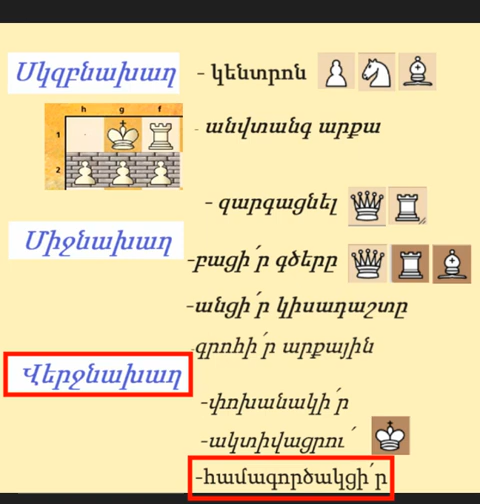 Սկզբնախաղ
- կենտրոն
h g f
1
- անվտանգ արքա
2
- զարգացնել
Միջնախաղ
-բացի՛ր գծերը
-անցի՛ր կիսադաշտը
-գրոհի՛ր արքային
Վերջնախաղ
-փոխանակի՛ր
-ակտիվացրու՛
-համագործակցի՛ր